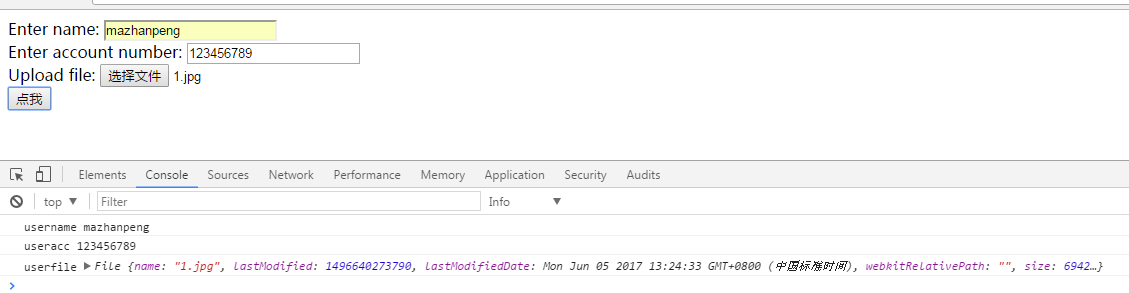 Enter name: mazhanpeng
Enter account number: 123456789
Upload file: 选择文件 1.jpg
点我
Elements Console Sources Network Performance Memory Application Security Audits
top ▼ Filter Info ▼
username mazhanpeng
useracc 123456789
userfile ▶File {name: "1.jpg", lastModified: 1496640273790, lastModifiedDate: Mon Jun 05 2017 13:24:33 GMT+0800 (中国标准时间), webkitRelativePath: "", size: 6942…}